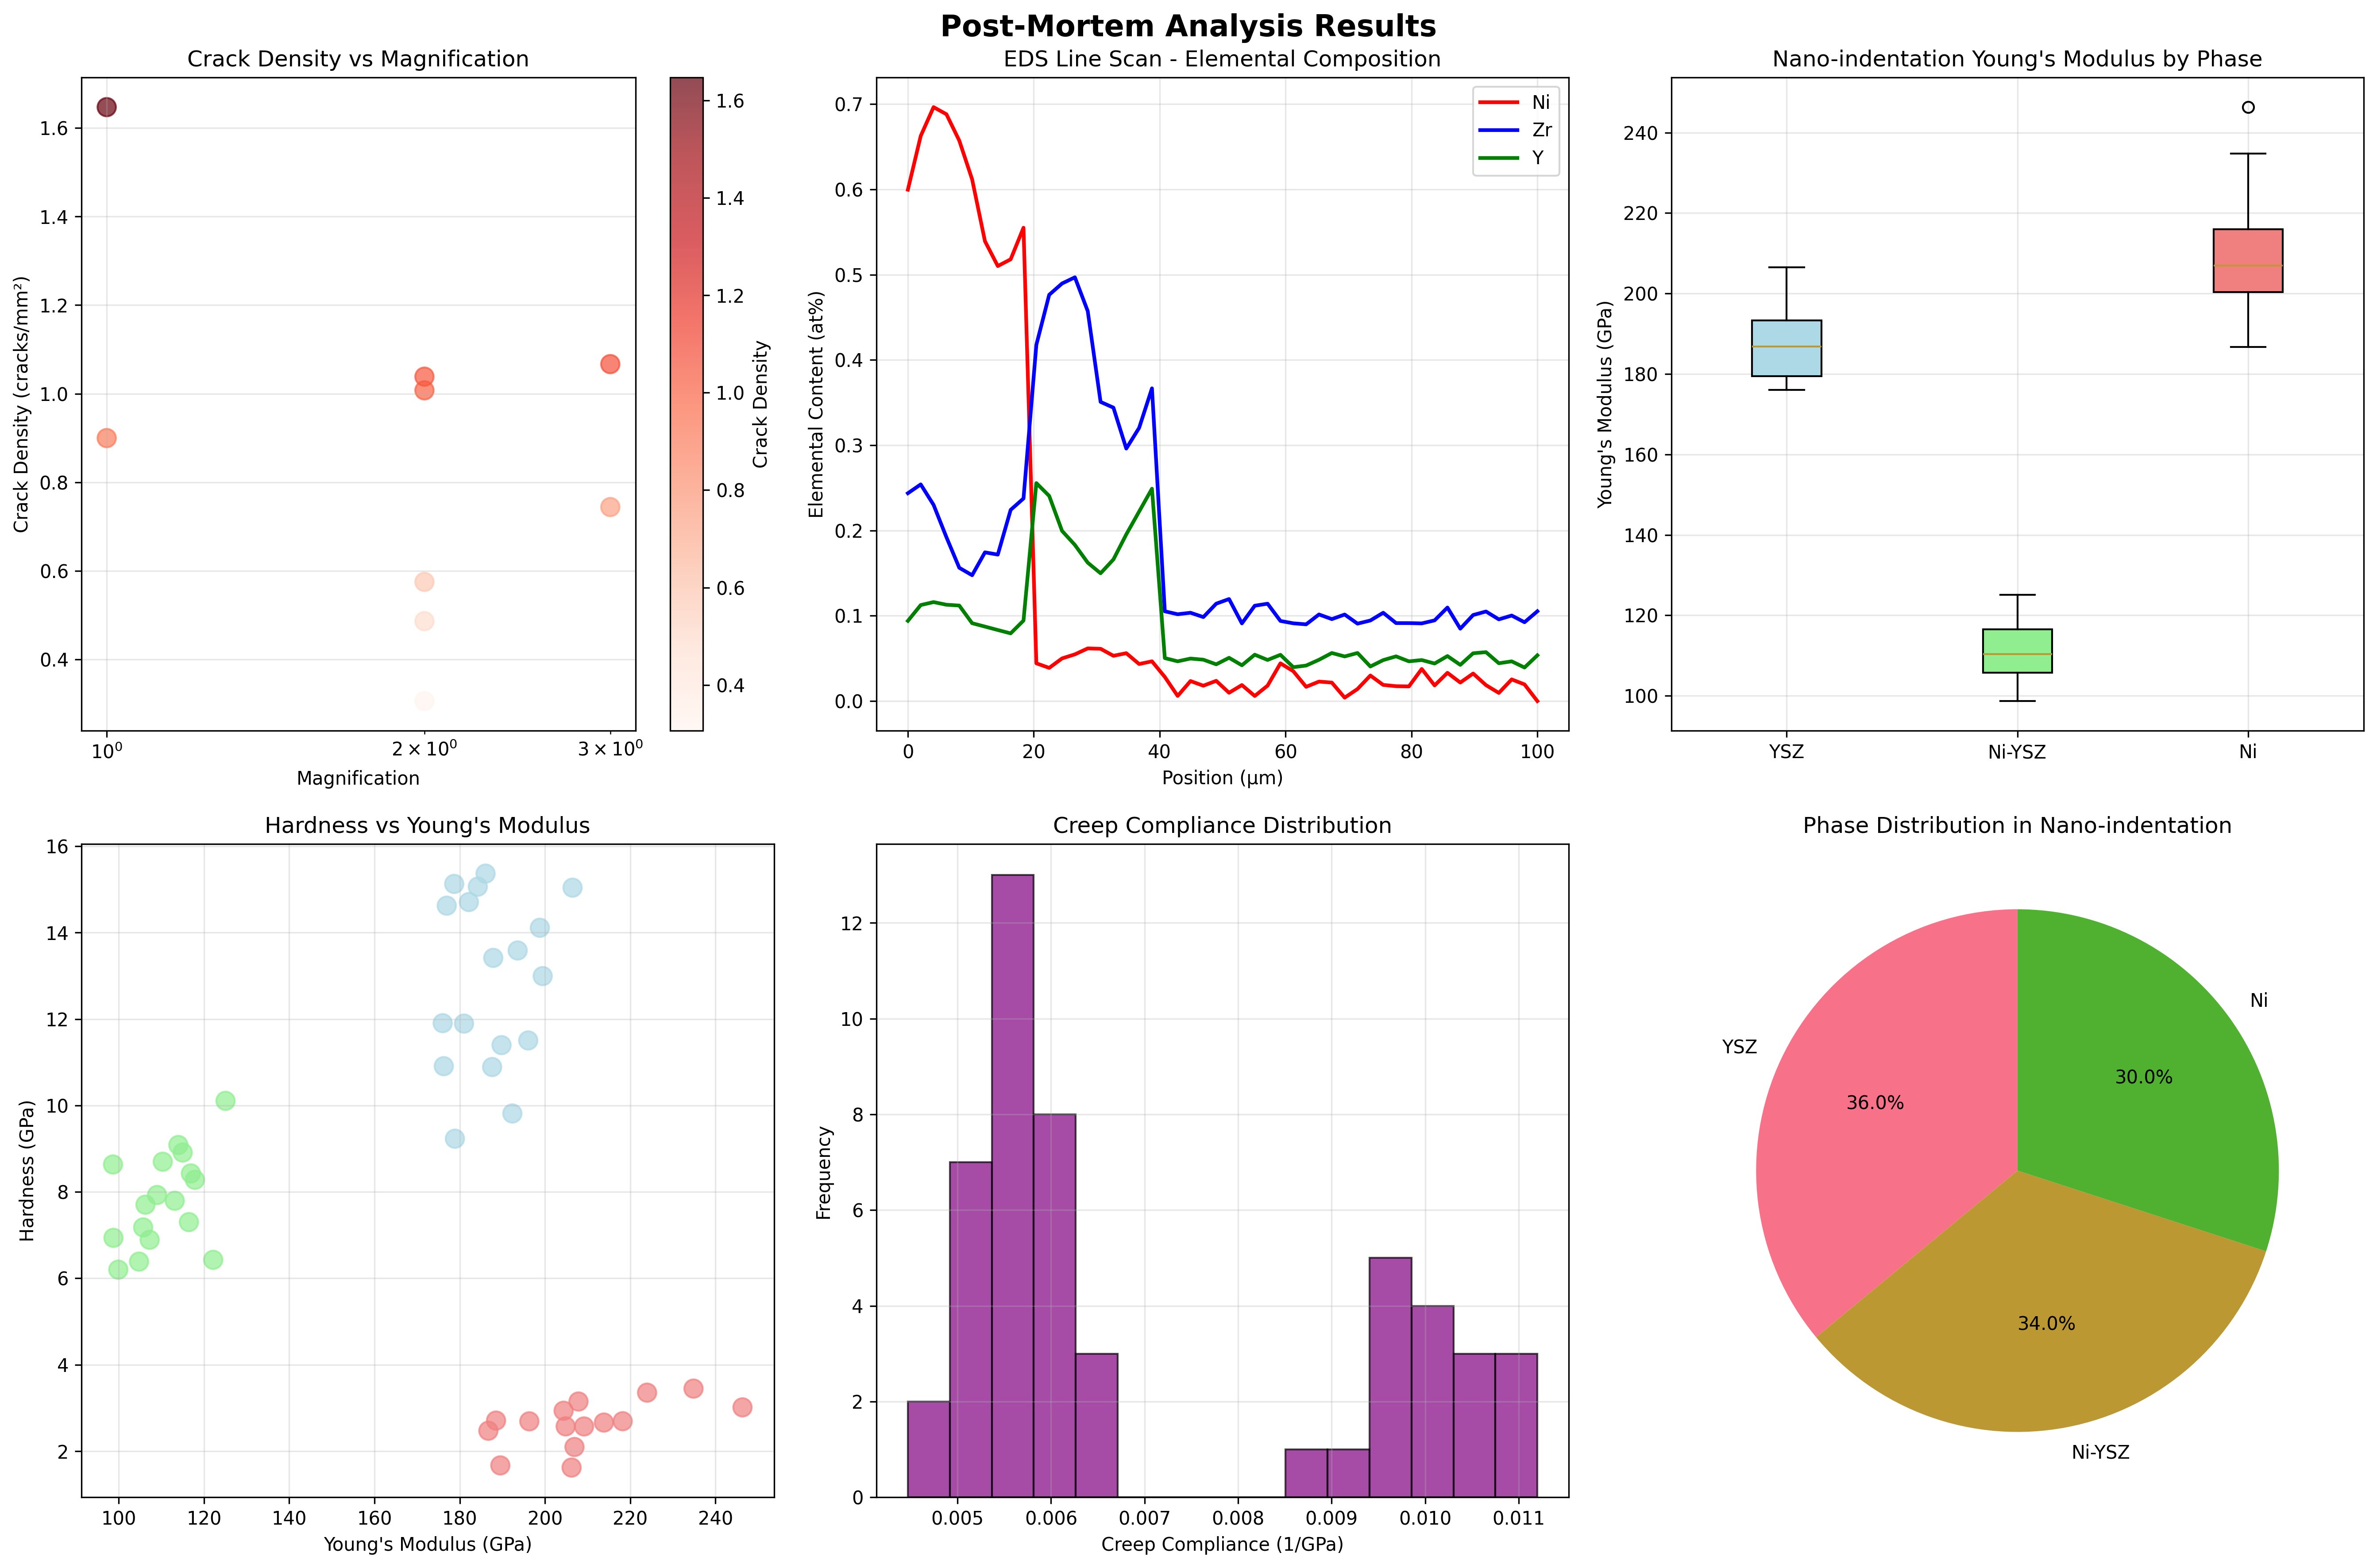 Post-Mortem Analysis Results
Crack Density vs Magnification
1.6
1.4
1.2
1.0
0.8
0.6
0.4
Crack Density (cracks/mm²)
10⁰
2 × 10⁰
3 × 10⁰
Magnification
1.6
1.4
1.2
1.0
0.8
0.6
0.4
Crack Density
EDS Line Scan - Elemental Composition
Ni
Zr
Y
0.7
0.6
0.5
0.4
0.3
0.2
0.1
0.0
Elemental Content (at%)
0 20 40 60 80 100
Position (μm)
Nano-indentation Young's Modulus by Phase
240
220
200
180
160
140
120
100
Young's Modulus (GPa)
YSZ Ni-YSZ Ni
Hardness vs Young's Modulus
16
14
12
10
8
6
4
2
Hardness (GPa)
100 120 140 160 180 200 220 240
Young's Modulus (GPa)
Creep Compliance Distribution
12
10
8
6
4
2
0
Frequency
0.005 0.006 0.007 0.008 0.009 0.010 0.011
Creep Compliance (1/GPa)
Phase Distribution in Nano-indentation
Ni
YSZ
30.0%
36.0%
34.0%
Ni-YSZ